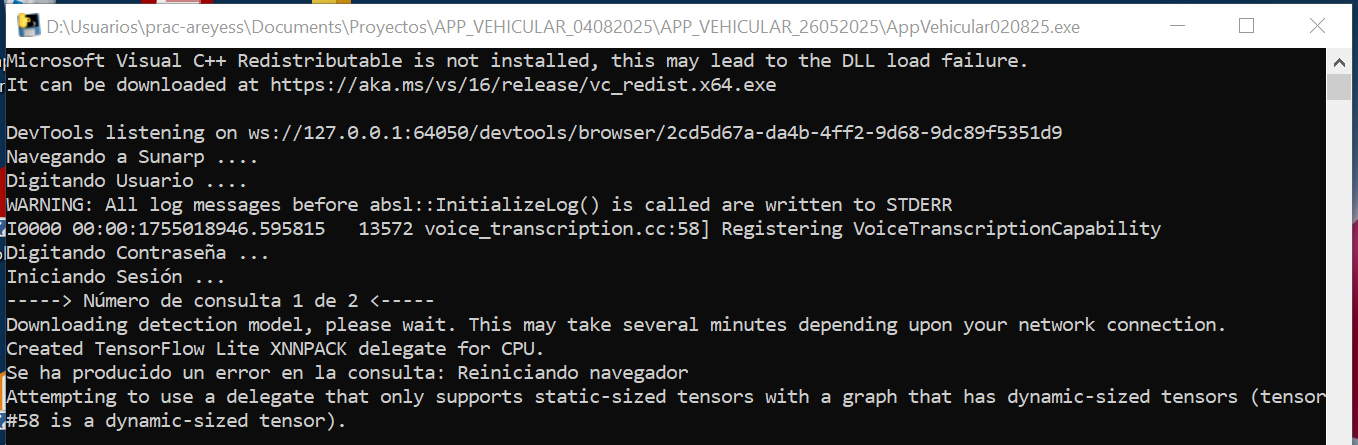 D:\Usuarios\prac-areyess\Documents\Proyectos\APP_VEHICULAR_04082025\APP_VEHICULAR_26052025\AppVehicular020825.exe
Microsoft Visual C++ Redistributable is not installed, this may lead to the DLL load failure.
It can be downloaded at https://aka.ms/vs/16/release/vc_redist.x64.exe
DevTools listening on ws://127.0.0.1:64050/devtools/browser/2cd5d67a-da4b-4ff2-9d68-9dc89f5351d9
Navegando a Sunarp ....
Digitando Usuario ....
WARNING: All log messages before absl::InitializeLog() is called are written to STDERR
I0000 00:00:1755018946.595815   13572 voice_transcription.cc:58] Registering VoiceTranscriptionCapability
Digitando Contraseña ...
Iniciando Sesión ...
-----> Número de consulta 1 de 2 <-----
Downloading detection model, please wait. This may take several minutes depending upon your network connection.
Created TensorFlow Lite XNNPACK delegate for CPU.
Se ha producido un error en la consulta: Reiniciando navegador
Attempting to use a delegate that only supports static-sized tensors with a graph that has dynamic-sized tensors (tensor
#58 is a dynamic-sized tensor).